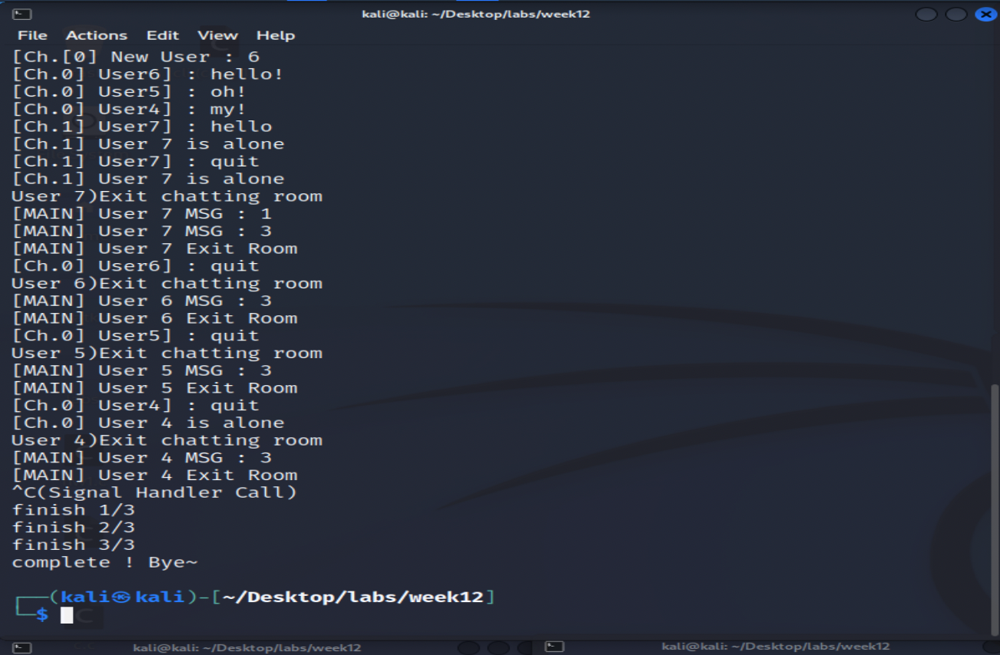 kali@kali: ~/Desktop/labs/week12
File Actions Edit View Help
[Ch.[0] New User : 6
[Ch.0] User6] : hello!
[Ch.0] User5] : oh!
[Ch.0] User4] : my!
[Ch.1] User7] : hello
[Ch.1] User 7 is alone
[Ch.1] User7] : quit
[Ch.1] User 7 is alone
User 7)Exit chatting room
[MAIN] User 7 MSG : 1
[MAIN] User 7 MSG : 3
[MAIN] User 7 Exit Room
[Ch.0] User6] : quit
User 6)Exit chatting room
[MAIN] User 6 MSG : 3
[MAIN] User 6 Exit Room
[Ch.0] User5] : quit
User 5)Exit chatting room
[MAIN] User 5 MSG : 3
[MAIN] User 5 Exit Room
[Ch.0] User4] : quit
[Ch.0] User 4 is alone
User 4)Exit chatting room
[MAIN] User 4 MSG : 3
[MAIN] User 4 Exit Room
^C(Signal Handler Call)
finish 1/3
finish 2/3
finish 3/3
complete ! Bye~
┌──(kali㉿kali)-[~/Desktop/labs/week12]
└─$
kali@kali: ~/Desktop/labs/week12
kali@kali: ~/Desktop/labs/week12